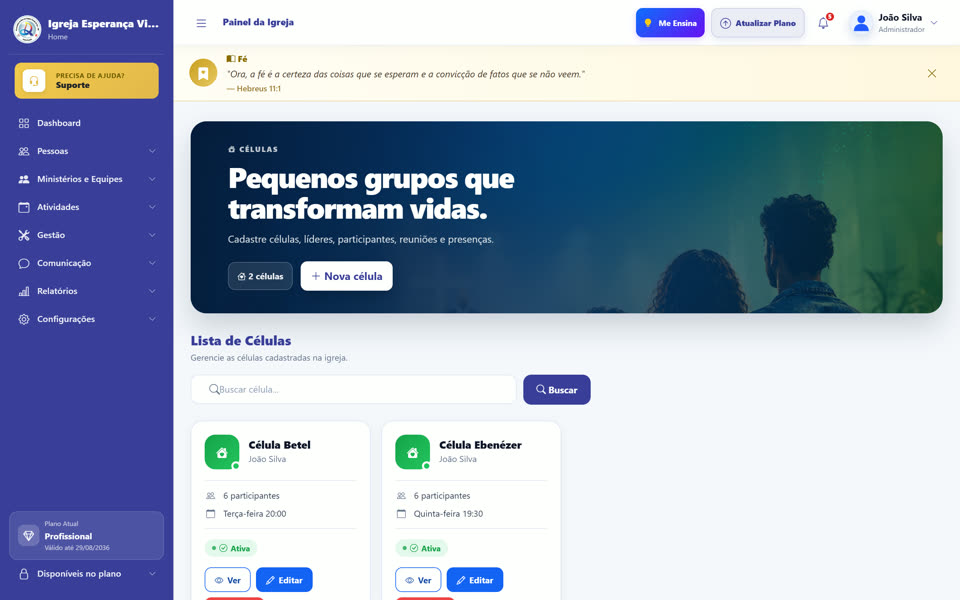 Igreja Esperança Vi...
Home
PRECISA DE AJUDA?
Suporte
Dashboard
Pessoas
Ministérios e Equipes
Atividades
Gestão
Comunicação
Relatórios
Configurações
Plano Atual
Profissional
Válido até 29/08/2036
Disponíveis no plano
Painel da Igreja
Me Ensina
Atualizar Plano
João Silva
Administrador
Fé
"Ora, a fé é a certeza das coisas que se esperam e a convicção de fatos que se não veem."
— Hebreus 11:1
CÉLULAS
Pequenos grupos que
transformam vidas.
Cadastre células, líderes, participantes, reuniões e presenças.
2 células
+ Nova célula
Lista de Células
Gerencie as células cadastradas na igreja.
Buscar célula...
Buscar
Célula Betel
João Silva
6 participantes
Terça-feira 20:00
Ativa
Ver
Editar
Célula Ebenézer
João Silva
6 participantes
Quinta-feira 19:30
Ativa
Ver
Editar